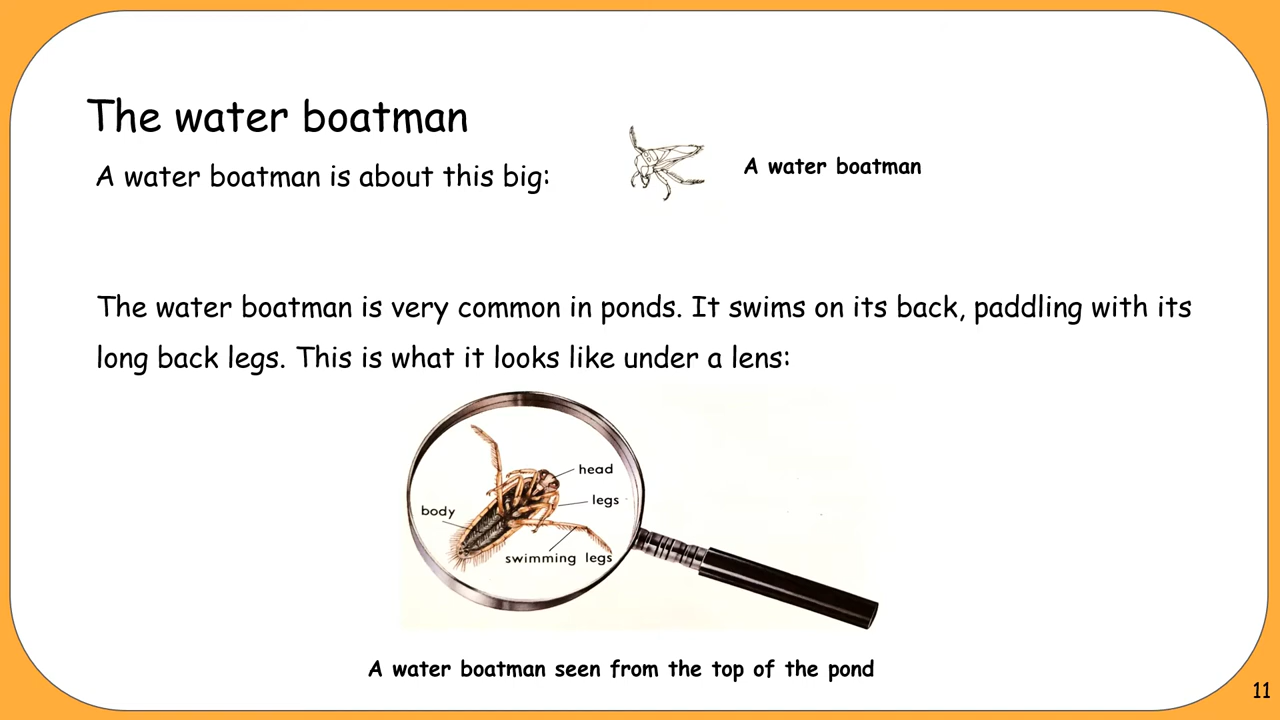 The water boatman
A water boatman is about this big:
A water boatman
The water boatman is very common in ponds. It swims on its back, paddling with its
long back legs. This is what it looks like under a lens:
head
legs
body
swimming legs
A water boatman seen from the top of the pond
11